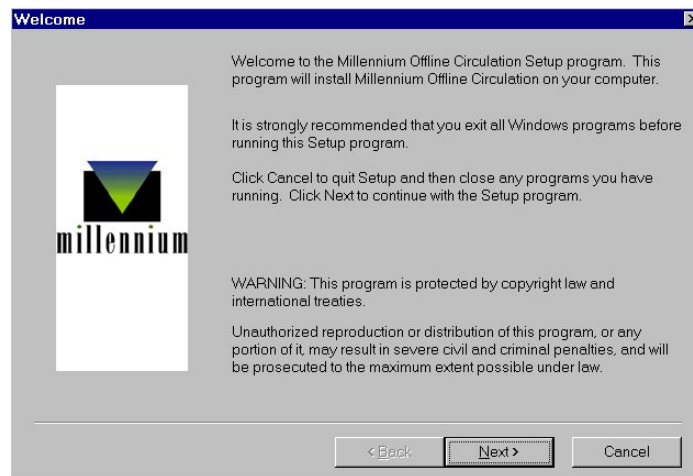 Welcome
Welcome to the Millennium Offline Circulation Setup program. This
program will install Millennium Offline Circulation on your computer.
It is strongly recommended that you exit all Windows programs before
running this Setup program.
Click Cancel to quit Setup and then close any programs you have
running. Click Next to continue with the Setup program.
millennium
WARNING: This program is protected by copyright law and
international treaties.
Unauthorized reproduction or distribution of this program, or any
portion of it, may result in severe civil and criminal penalties, and will
be prosecuted to the maximum extent possible under law.
< Back Next > Cancel